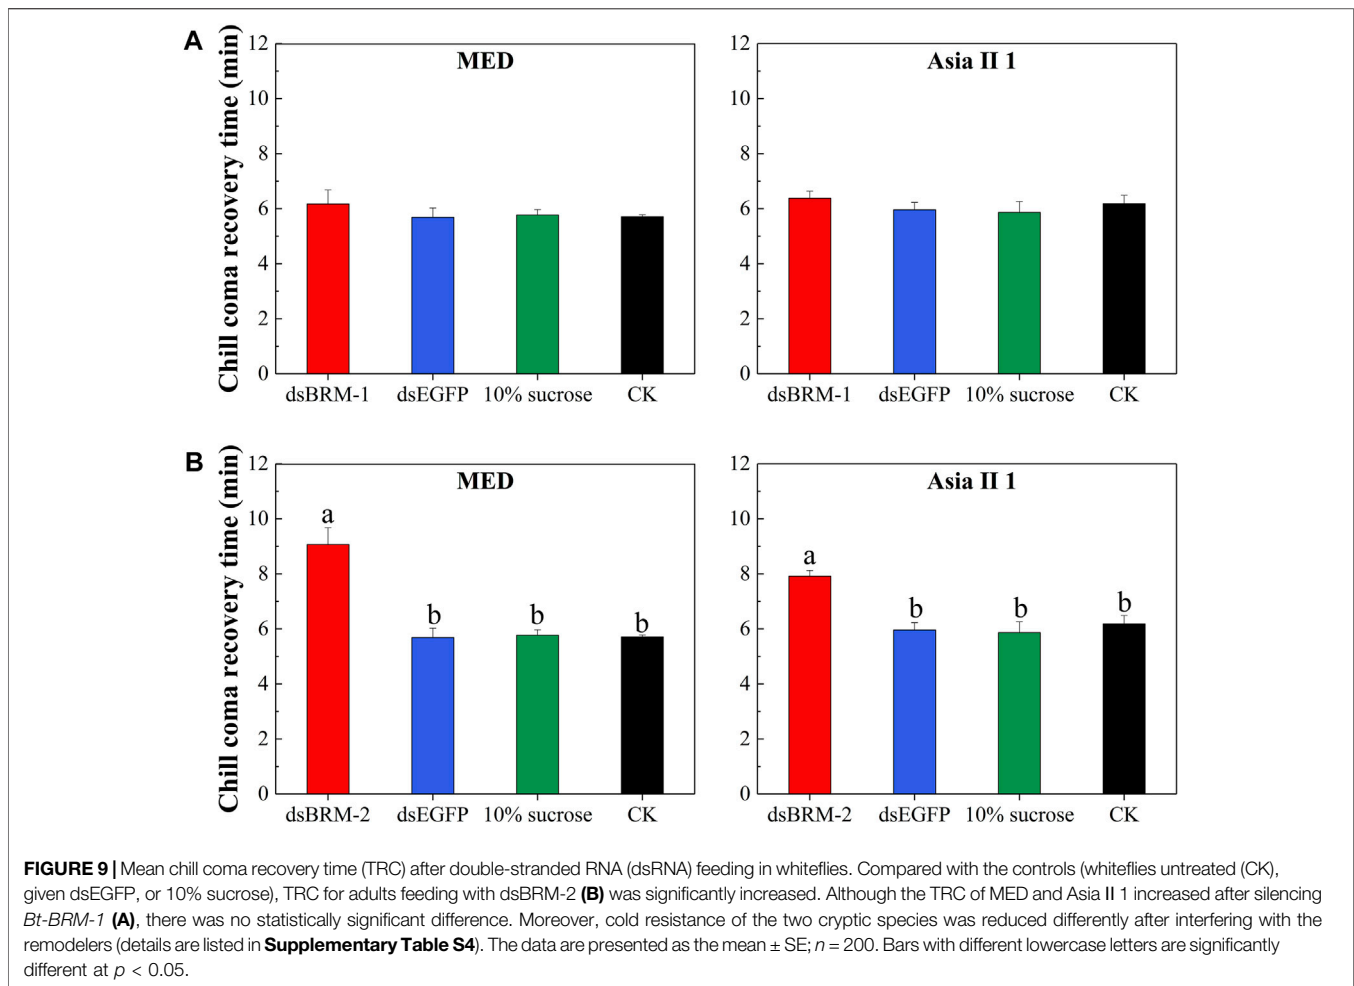 A
Chill coma recovery time (min)
12
10
8
6
4
2
0
MED
dsBRM-1 dsEGFP 10% sucrose CK
12
10
8
6
4
2
0
Asia II 1
dsBRM-1 dsEGFP 10% sucrose CK
B
Chill coma recovery time (min)
12
10
8
6
4
2
0
MED
a
b b b
dsBRM-2 dsEGFP 10% sucrose CK
12
10
8
6
4
2
0
Asia II 1
a
b b b
dsBRM-2 dsEGFP 10% sucrose CK
FIGURE 9 | Mean chill coma recovery time (TRC) after double-stranded RNA (dsRNA) feeding in whiteflies. Compared with the controls (whiteflies untreated (CK),
given dsEGFP, or 10% sucrose), TRC for adults feeding with dsBRM-2 (B) was significantly increased. Although the TRC of MED and Asia II 1 increased after silencing
Bt-BRM-1 (A), there was no statistically significant difference. Moreover, cold resistance of the two cryptic species was reduced differently after interfering with the
remodelers (details are listed in Supplementary Table S4). The data are presented as the mean ± SE; n = 200. Bars with different lowercase letters are significantly
different at p < 0.05.